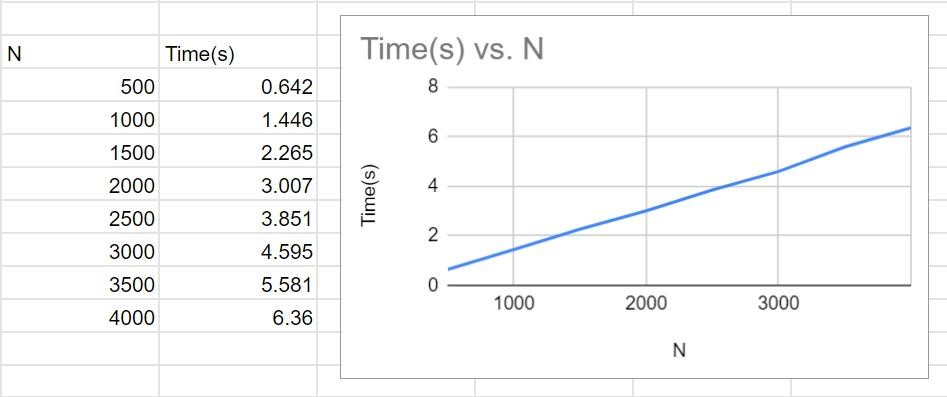 N Time(s)
500 0.642
1000 1.446
1500 2.265
2000 3.007
2500 3.851
3000 4.595
3500 5.581
4000 6.36
Time(s) vs. N
8
6
4
2
0
Time(s)
1000 2000 3000
N